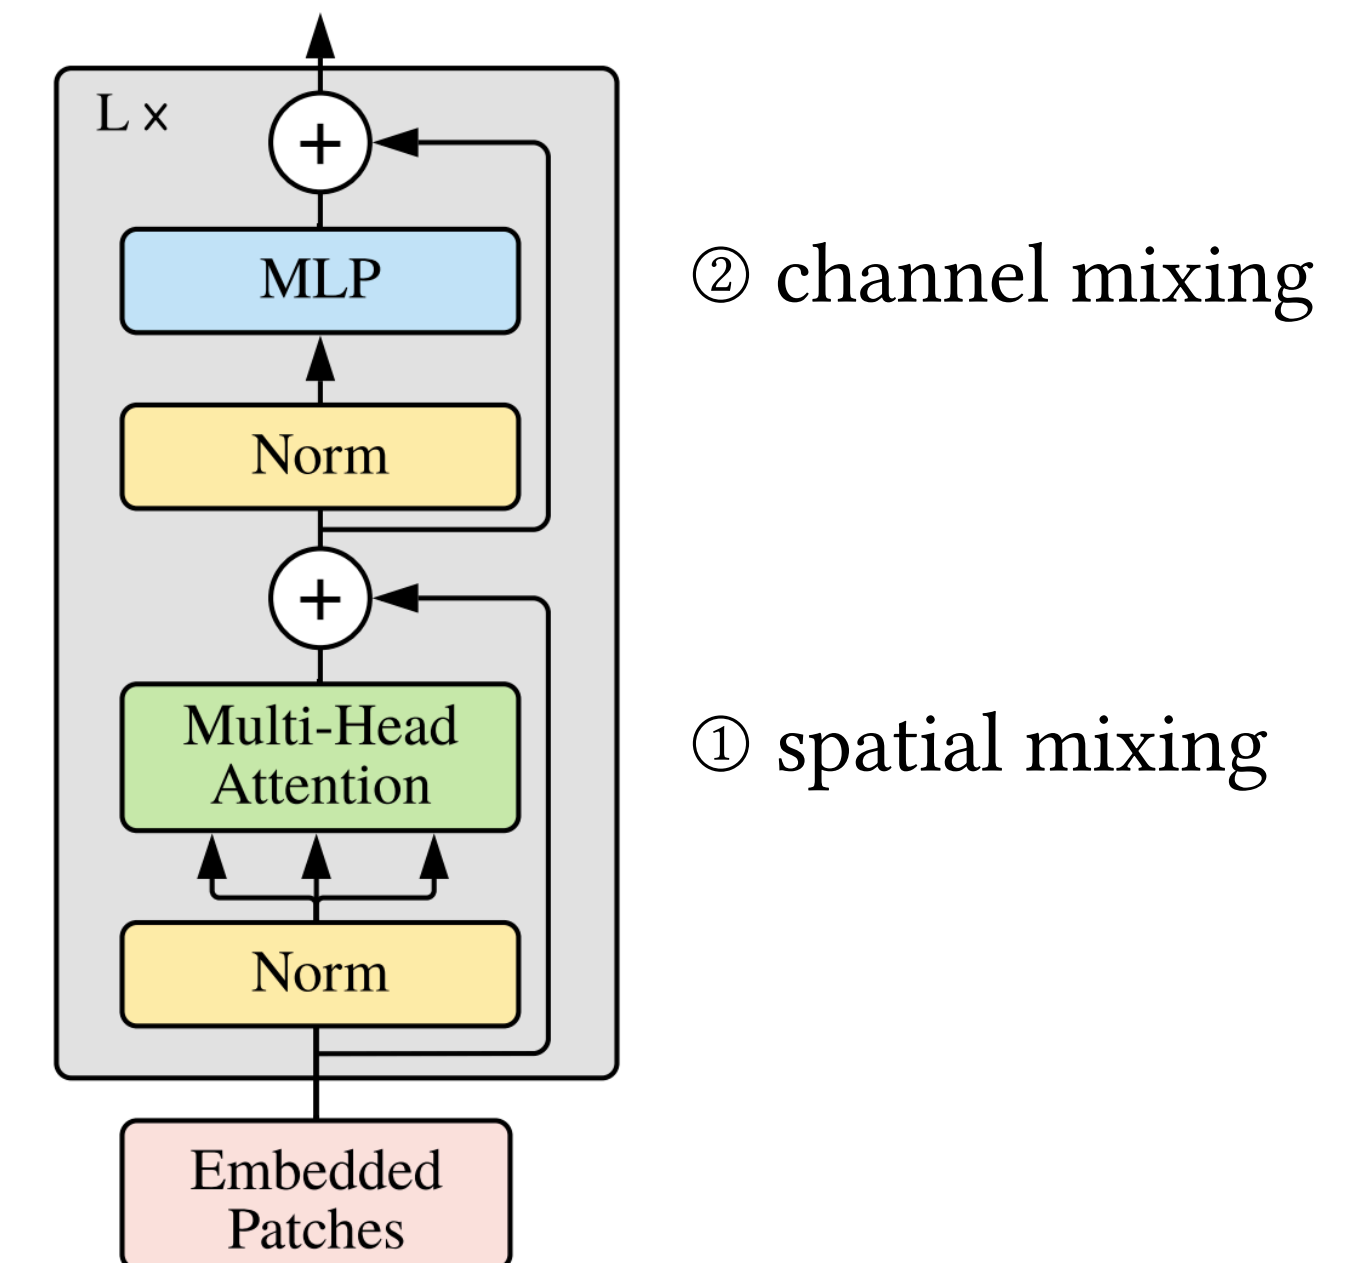 L ×
+
MLP
② channel mixing
Norm
+
Multi-Head
Attention
① spatial mixing
Norm
Embedded
Patches